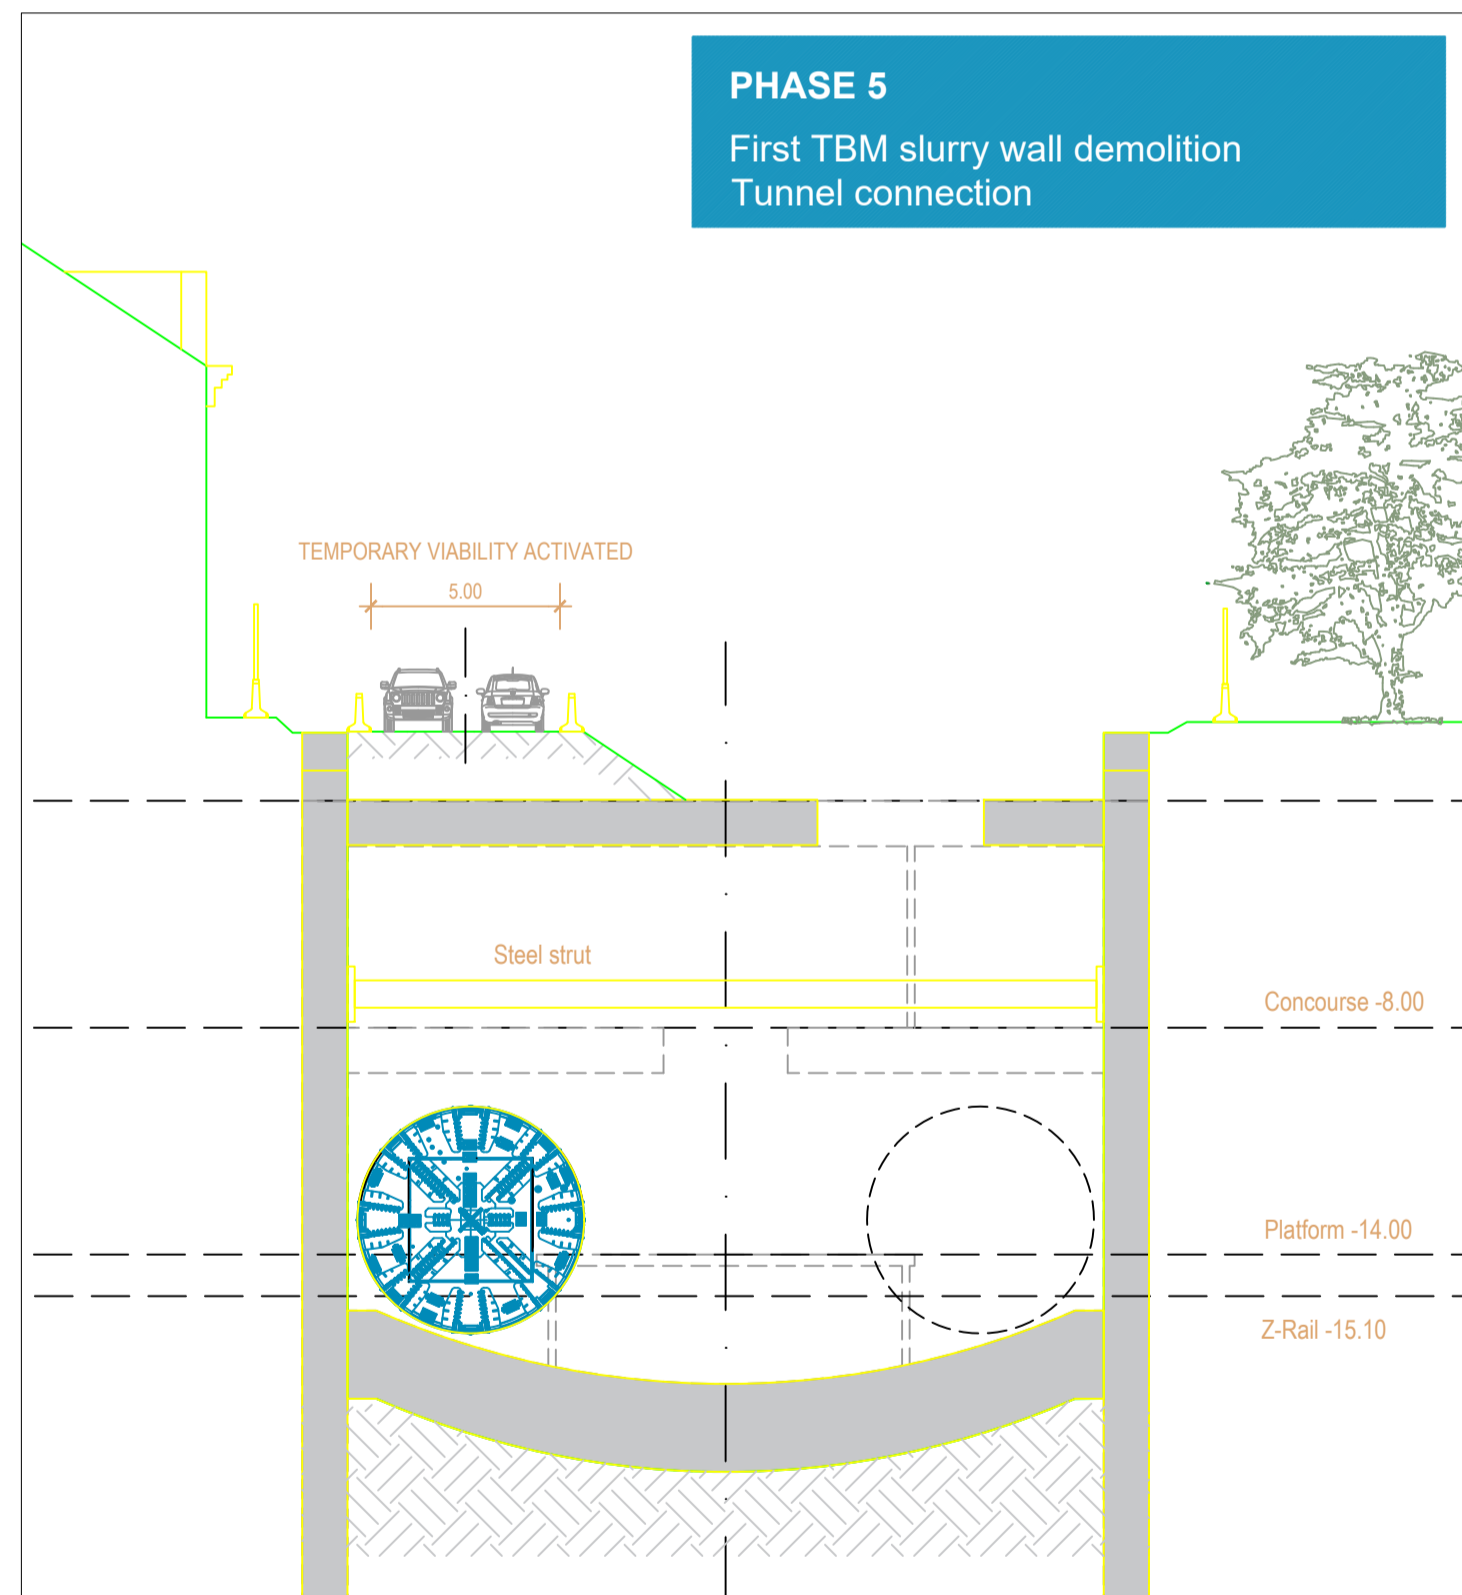 PHASE 5
First TBM slurry wall demolition
Tunnel connection
TEMPORARY VIABILITY ACTIVATED
5.00
Steel strut
Concourse -8.00
Platform -14.00
Z-Rail -15.10